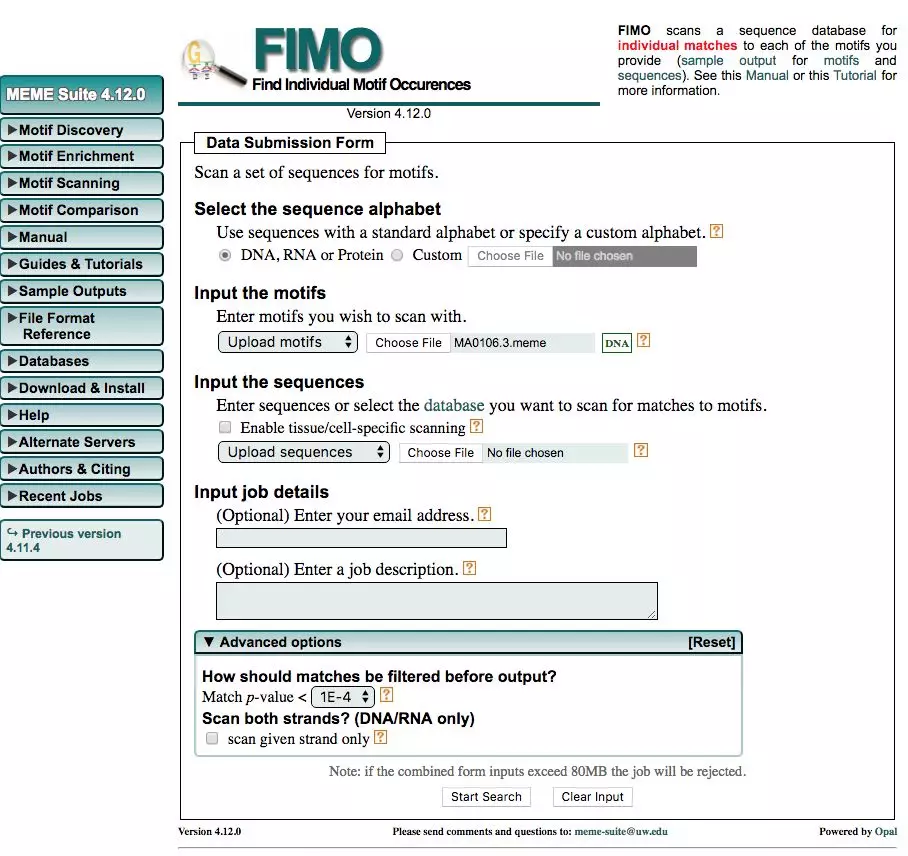 FIMO
Find Individual Motif Occurences
Version 4.12.0
FIMO scans a sequence database for
individual matches to each of the motifs you
provide (sample output for motifs and
sequences). See this Manual or this Tutorial for
more information.
MEME Suite 4.12.0
▶Motif Discovery
▶Motif Enrichment
▶Motif Scanning
▶Motif Comparison
▶Manual
▶Guides & Tutorials
▶Sample Outputs
▶File Format
Reference
▶Databases
▶Download & Install
▶Help
▶Alternate Servers
▶Authors & Citing
▶Recent Jobs
↪ Previous version
4.11.4
Data Submission Form
Scan a set of sequences for motifs.
Select the sequence alphabet
Use sequences with a standard alphabet or specify a custom alphabet. ?
DNA, RNA or Protein Custom Choose File No file chosen
Input the motifs
Enter motifs you wish to scan with.
Upload motifs Choose File MA0106.3.meme DNA ?
Input the sequences
Enter sequences or select the database you want to scan for matches to motifs.
Enable tissue/cell-specific scanning ?
Upload sequences Choose File No file chosen ?
Input job details
(Optional) Enter your email address. ?
(Optional) Enter a job description. ?
▼ Advanced options [Reset]
How should matches be filtered before output?
Match p-value < 1E-4 ?
Scan both strands? (DNA/RNA only)
scan given strand only ?
Note: if the combined form inputs exceed 80MB the job will be rejected.
Start Search Clear Input
Version 4.12.0 Please send comments and questions to: meme-suite@uw.edu Powered by Opal